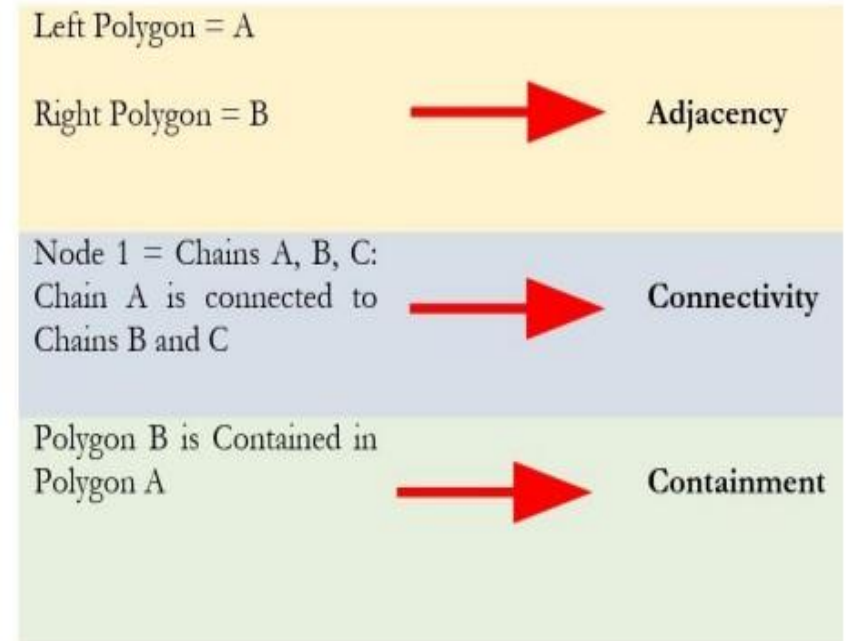 Left Polygon = A
Right Polygon = B
Adjacency
Node 1 = Chains A, B, C:
Chain A is connected to
Chains B and C
Connectivity
Polygon B is Contained in
Polygon A
Containment